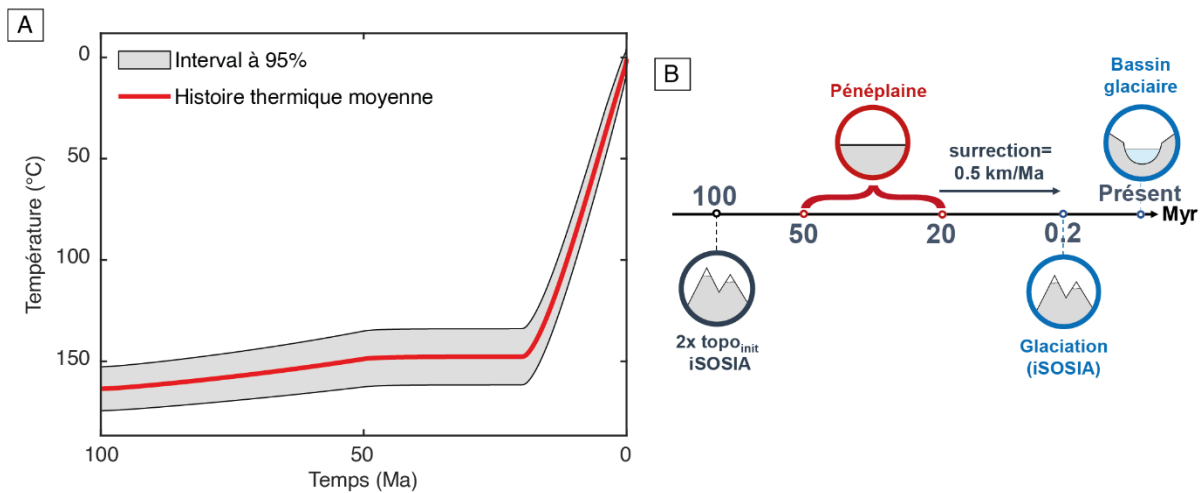 A
0
50
100
150
Température (°C)
Interval à 95%
Histoire thermique moyenne
100
50
0
Temps (Ma)
B
Pénéplaine
Bassin
glaciaire
surrection=
0.5 km/Ma
100
Présent
Myr
50
20
0.2
2x topo_init
iSOSIA
Glaciation
(iSOSIA)